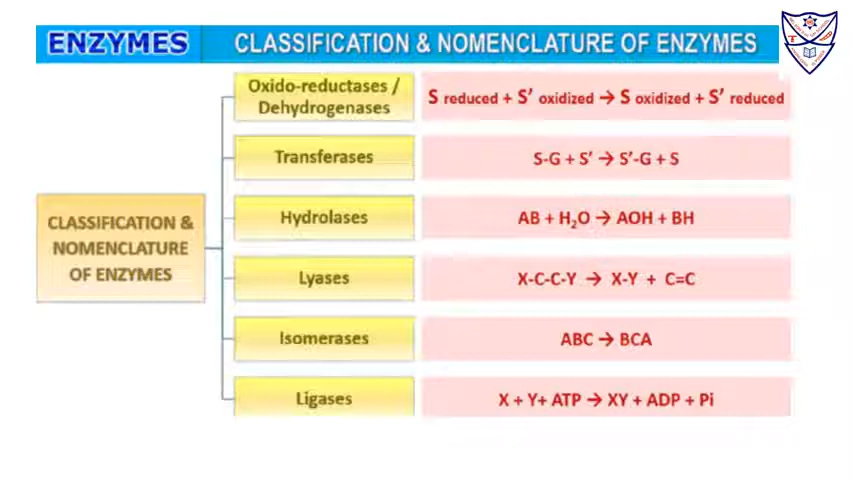 ENZYMES
CLASSIFICATION & NOMENCLATURE OF ENZYMES
CLASSIFICATION &
NOMENCLATURE
OF ENZYMES
Oxido-reductases /
Dehydrogenases
S reduced + S’ oxidized → S oxidized + S’ reduced
Transferases
S-G + S’ → S’-G + S
Hydrolases
AB + H₂O → AOH + BH
Lyases
X-C-C-Y → X-Y + C=C
Isomerases
ABC → BCA
Ligases
X + Y+ ATP → XY + ADP + Pi